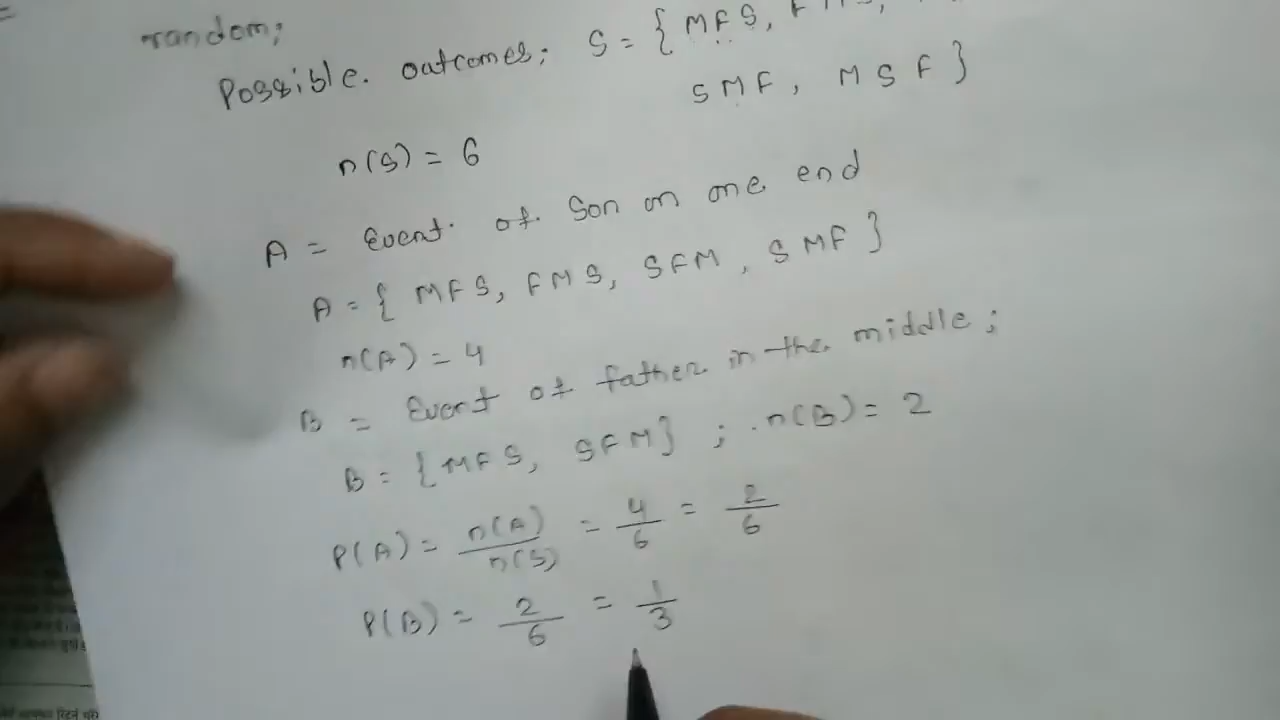 random;
Possible. outcomes; S = { MFS,
SMF, MSF }
n(S) = 6
A = Event. of. Son on one end
A = { MFS, FMS, SFM, SMF }
n(A) = 4
B = Event of father in the middle;
B = { MFS, SFM } ; n(B) = 2
P(A) = n(A)/n(S) = 4/6 = 2/6
P(B) = 2/6 = 1/3